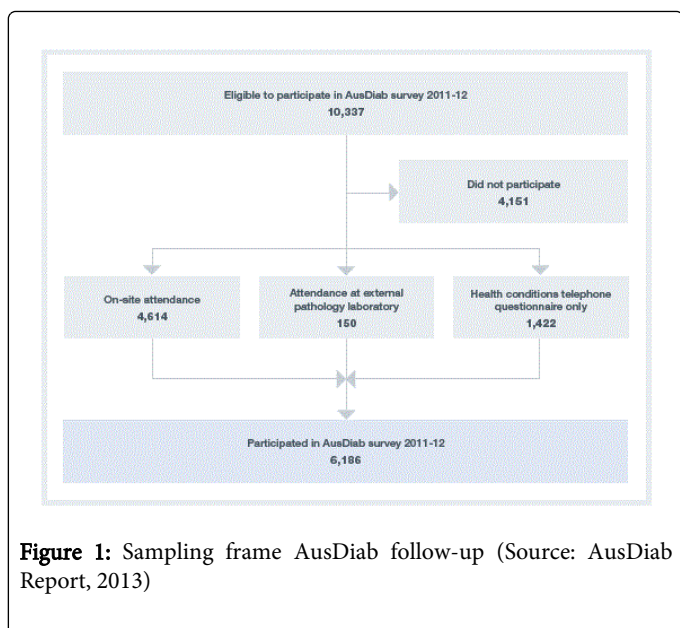 Eligible to participate in AusDiab survey 2011-12
10,337
Did not participate
4,151
On-site attendance
4,614
Attendance at external
pathology laboratory
150
Health conditions telephone
questionnaire only
1,422
Participated in AusDiab survey 2011-12
6,186
Figure 1: Sampling frame AusDiab follow-up (Source: AusDiab
Report, 2013)